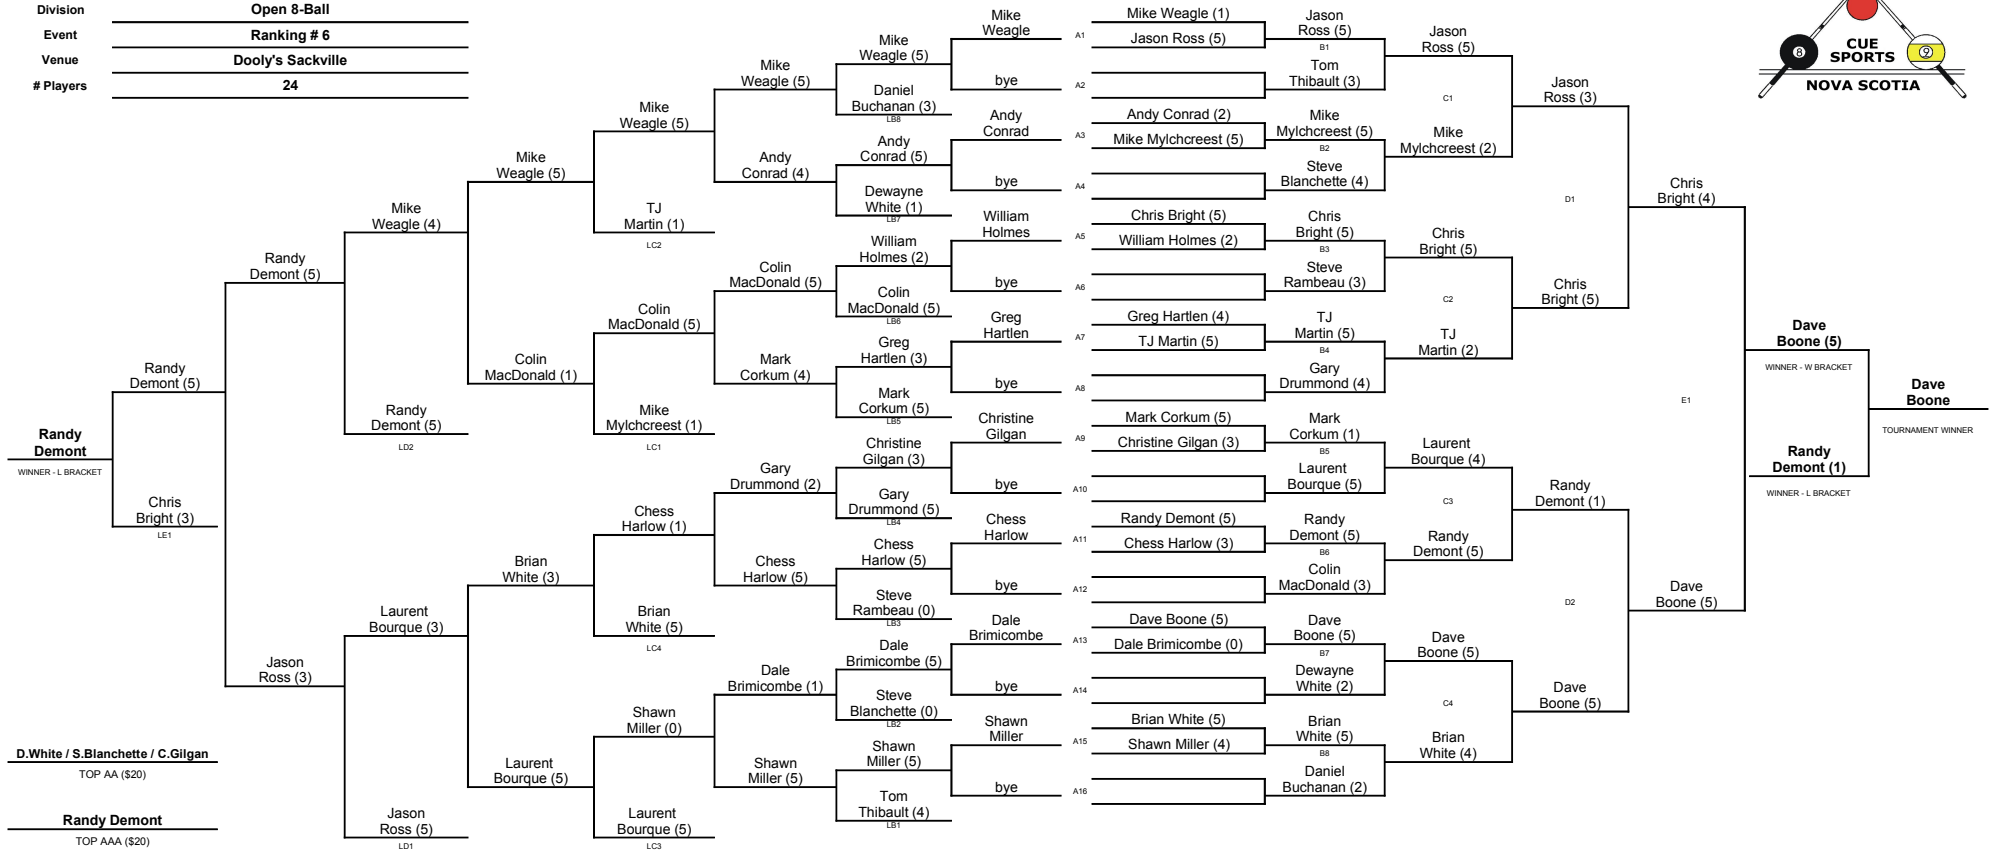 Division Open 8-Ball
Event Ranking # 6
Venue Dooly's Sackville
# Players 24
8
9
CUE
SPORTS
NOVA SCOTIA
Randy
Demont
WINNER - L BRACKET
D.White / S.Blanchette / C.Gilgan
TOP AA ($20)
Randy Demont
TOP AAA ($20)
Randy
Demont (5)
Chris
Bright (3)
LE1
Randy
Demont (5)
Jason
Ross (3)
Mike
Weagle (4)
Randy
Demont (5)
LD2
Laurent
Bourque (3)
Jason
Ross (5)
LD1
Mike
Weagle (5)
Colin
MacDonald (1)
Brian
White (3)
Laurent
Bourque (5)
Mike
Weagle (5)
TJ
Martin (1)
LC2
Colin
MacDonald (5)
Mike
Mylchcreest (1)
LC1
Chess
Harlow (1)
Brian
White (5)
LC4
Shawn
Miller (0)
Laurent
Bourque (5)
LC3
Mike
Weagle (5)
Andy
Conrad (4)
Colin
MacDonald (5)
Mark
Corkum (4)
Gary
Drummond (2)
Chess
Harlow (5)
Dale
Brimicombe (1)
Shawn
Miller (5)
Mike
Weagle (5)
Daniel
Buchanan (3)
LB8
Andy
Conrad (5)
Dewayne
White (1)
LB7
William
Holmes (2)
Colin
MacDonald (5)
LB6
Greg
Hartlen (3)
Mark
Corkum (5)
LB5
Christine
Gilgan (3)
Gary
Drummond (5)
LB4
Chess
Harlow (5)
Steve
Rambeau (0)
LB3
Dale
Brimicombe (5)
Steve
Blanchette (0)
LB2
Shawn
Miller (5)
Tom
Thibault (4)
LB1
Mike
Weagle
bye
Andy
Conrad
bye
William
Holmes
bye
Greg
Hartlen
bye
Christine
Gilgan
bye
Chess
Harlow
bye
Dale
Brimicombe
bye
Shawn
Miller
bye
A1
A2
A3
A4
A5
A6
A7
A8
A9
A10
A11
A12
A13
A14
A15
A16
Mike Weagle (1)
Jason Ross (5)
Andy Conrad (2)
Mike Mylchcreest (5)
Chris Bright (5)
William Holmes (2)
Greg Hartlen (4)
TJ Martin (5)
Mark Corkum (5)
Christine Gilgan (3)
Randy Demont (5)
Chess Harlow (3)
Dave Boone (5)
Dale Brimicombe (0)
Brian White (5)
Shawn Miller (4)
Jason
Ross (5)
B1
Tom
Thibault (3)
Mike
Mylchcreest (5)
B2
Steve
Blanchette (4)
Chris
Bright (5)
B3
Steve
Rambeau (3)
TJ
Martin (5)
B4
Gary
Drummond (4)
Mark
Corkum (1)
B5
Laurent
Bourque (5)
Randy
Demont (5)
B6
Colin
MacDonald (3)
Dave
Boone (5)
B7
Dewayne
White (2)
Brian
White (5)
B8
Daniel
Buchanan (2)
Jason
Ross (5)
C1
Mike
Mylchcreest (2)
Chris
Bright (5)
C2
TJ
Martin (2)
Laurent
Bourque (4)
C3
Randy
Demont (5)
Dave
Boone (5)
C4
Brian
White (4)
Jason
Ross (3)
D1
Chris
Bright (5)
Randy
Demont (1)
D2
Dave
Boone (5)
Chris
Bright (4)
E1
Dave
Boone (5)
Dave
Boone (5)
WINNER - W BRACKET
Randy
Demont (1)
WINNER - L BRACKET
Dave
Boone
TOURNAMENT WINNER